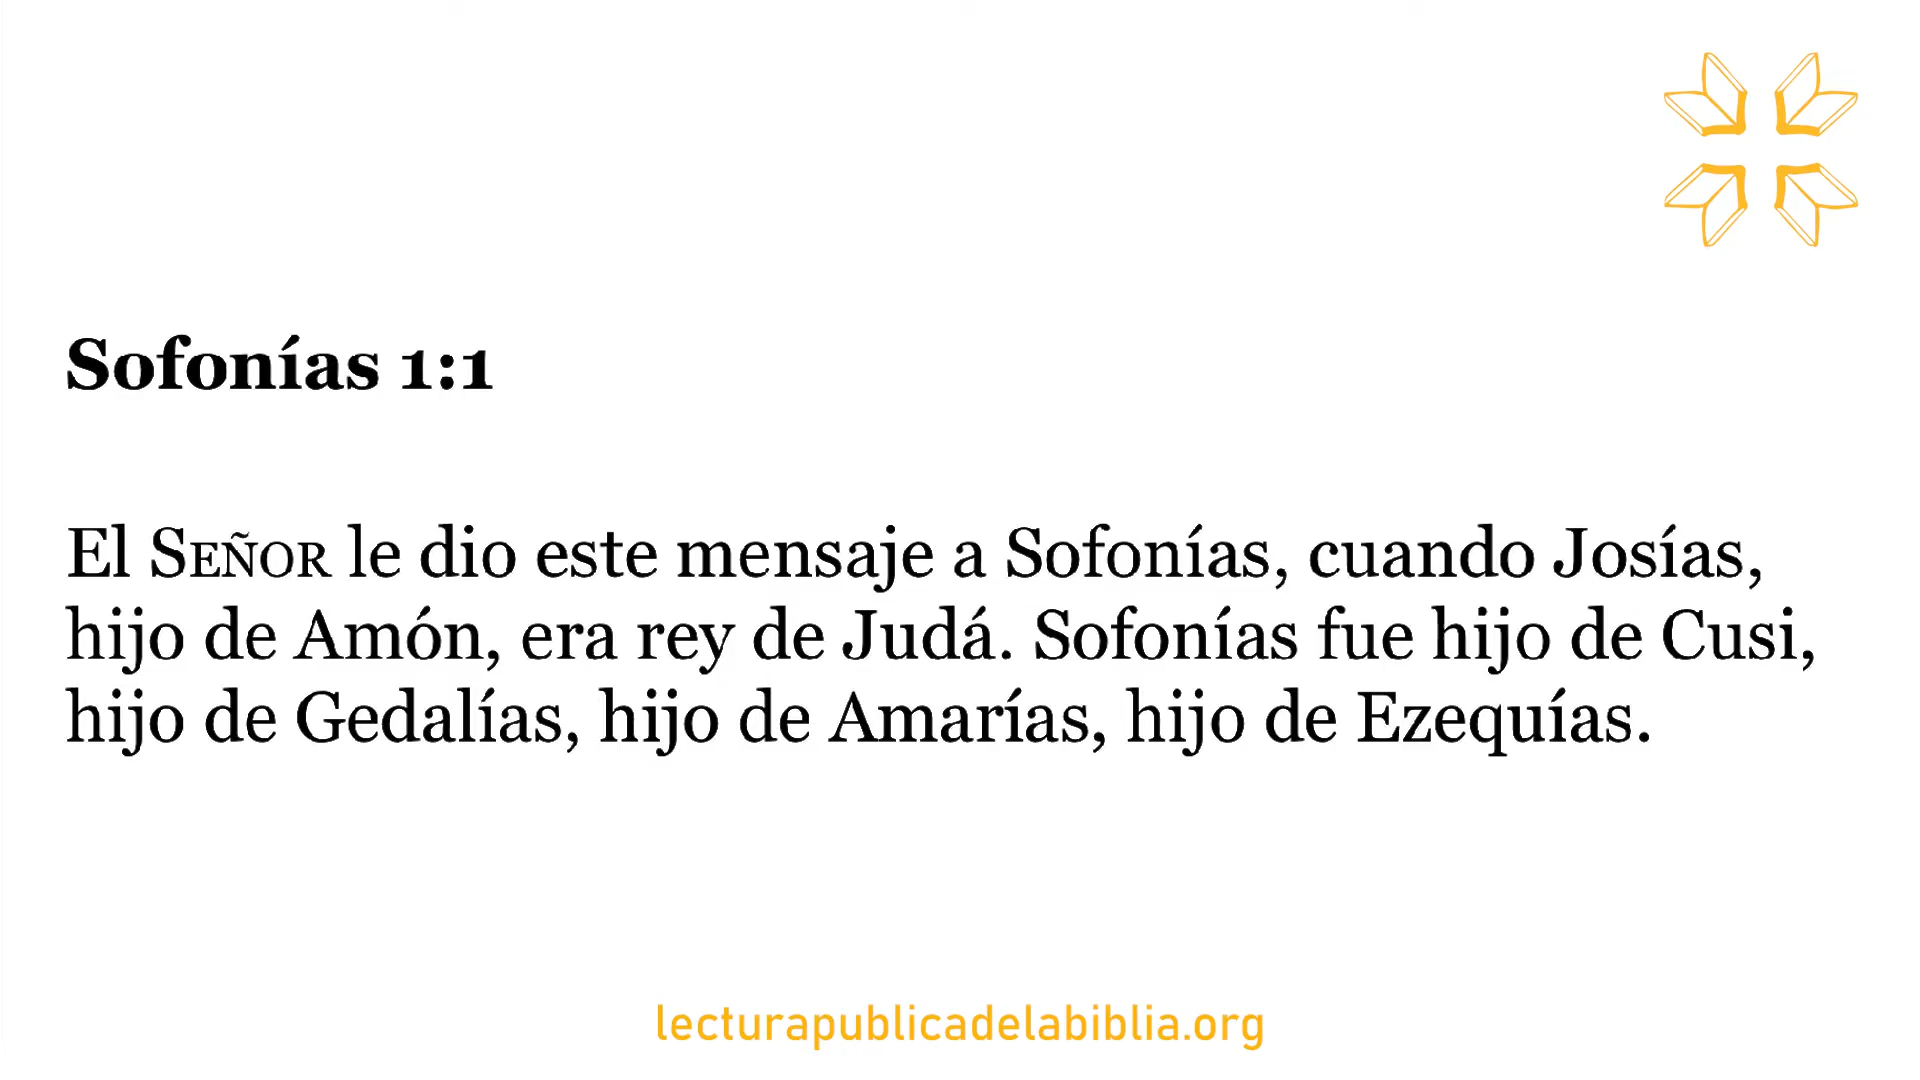 Sofonías 1:1
El SEÑOR le dio este mensaje a Sofonías, cuando Josías,
hijo de Amón, era rey de Judá. Sofonías fue hijo de Cusi,
hijo de Gedalías, hijo de Amarías, hijo de Ezequías.
lecturapublicadelabiblia.org